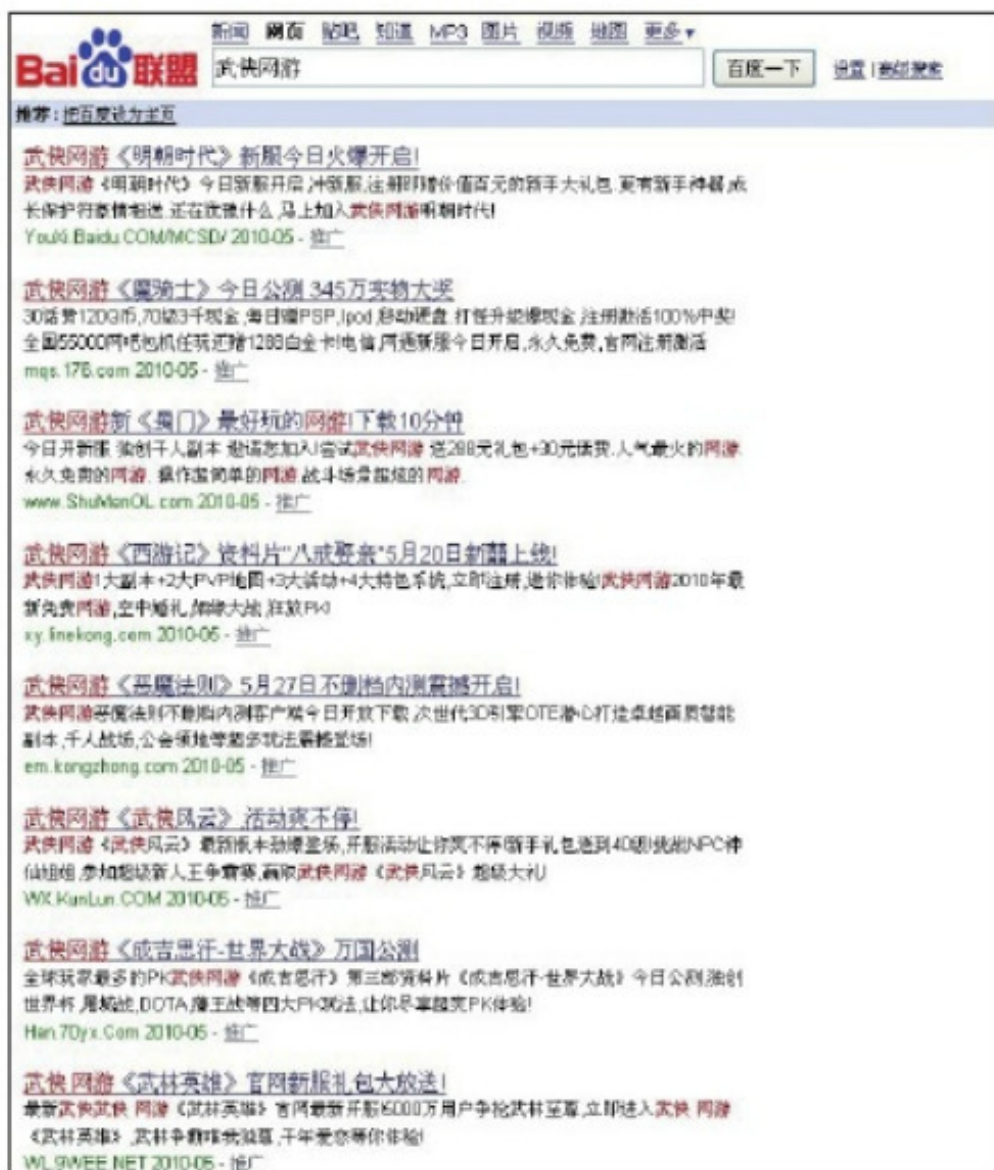 新闻 网页 贴吧 知道 MP3 图片 视频 地图 更多▼
Bai du 联盟 武侠网游 百度一下 设置 | 高级搜索
推荐：把百度设为主页
武侠网游《明朝时代》新服今日火爆开启!
武侠网游《明朝时代》今日新服开启,冲新服,注册即赠价值百元的新手大礼包.更有新手神器,成
长保护符豪情相送.还在犹豫什么,马上加入武侠网游明朝时代!
Youxi.Baidu.COM/MCSD/ 2010-05 - 推广
武侠网游《魔骑士》今日公测 345万实物大奖
30话费120G币,70级3千现金,每日赠PSP,Ipod,移动硬盘 打怪升级爆现金,注册激活100%中奖!
全国55000网吧包机任玩还赠1288白金卡!电信,网通新服今日开启,永久免费,官网注册激活
mqs.178.com 2010-05 - 推广
武侠网游新《蜀门》最好玩的网游!下载10分钟
今日开新服 独创千人副本 邀请您加入!尝试武侠网游 送288元礼包+30元话费.人气最火的网游.
永久免费的网游. 操作超简单的网游 战斗场景超炫的网游.
www.ShuMenOL.com 2010-05 - 推广
武侠网游《西游记》资料片"八戒娶亲"5月20日新囍上线!
武侠网游1大副本+2大PVP地图+3大活动+4大特色系统,立即注册,邀你体验!武侠网游2010年最
新免费网游,空中婚礼,姻缘大战,狂放PK!
xy.linekong.com 2010-05 - 推广
武侠网游《恶魔法则》5月27日不删档内测震撼开启!
武侠网游恶魔法则不删档内测客户端今日开放下载,次世代3D引擎OTE潜心打造卓越画质智能
副本,千人战场,公会领地等超多玩法震撼登场!
em.kongzhong.com 2010-05 - 推广
武侠网游《武侠风云》,活动爽不停!
武侠网游《武侠风云》最新版本劲爆登场,开服活动让你爽不停!新手礼包送到40级!挑战NPC神
仙姐姐,参加超级新人王争霸赛,赢取武侠网游《武侠风云》超级大礼!
WX.KunLun.COM 2010-05 - 推广
武侠网游《成吉思汗-世界大战》万国公测
全球玩家最多的PK武侠网游《成吉思汗》第三部资料片《成吉思汗-世界大战》今日公测,独创
世界杯,屠城战,DOTA,藩王战等四大PK玩法,让你尽享超爽PK体验!
Han.7Dyx.Com 2010-05 - 推广
武侠 网游《武林英雄》官网新服礼包大放送!
最新武侠武侠 网游《武林英雄》官网最新开服!6000万用户争抢武林至尊,立即进入武侠 网游
《武林英雄》,武林争霸唯我独尊,千年爱恋等你体验!
WL.9WEE.NET 2010-05 - 推广